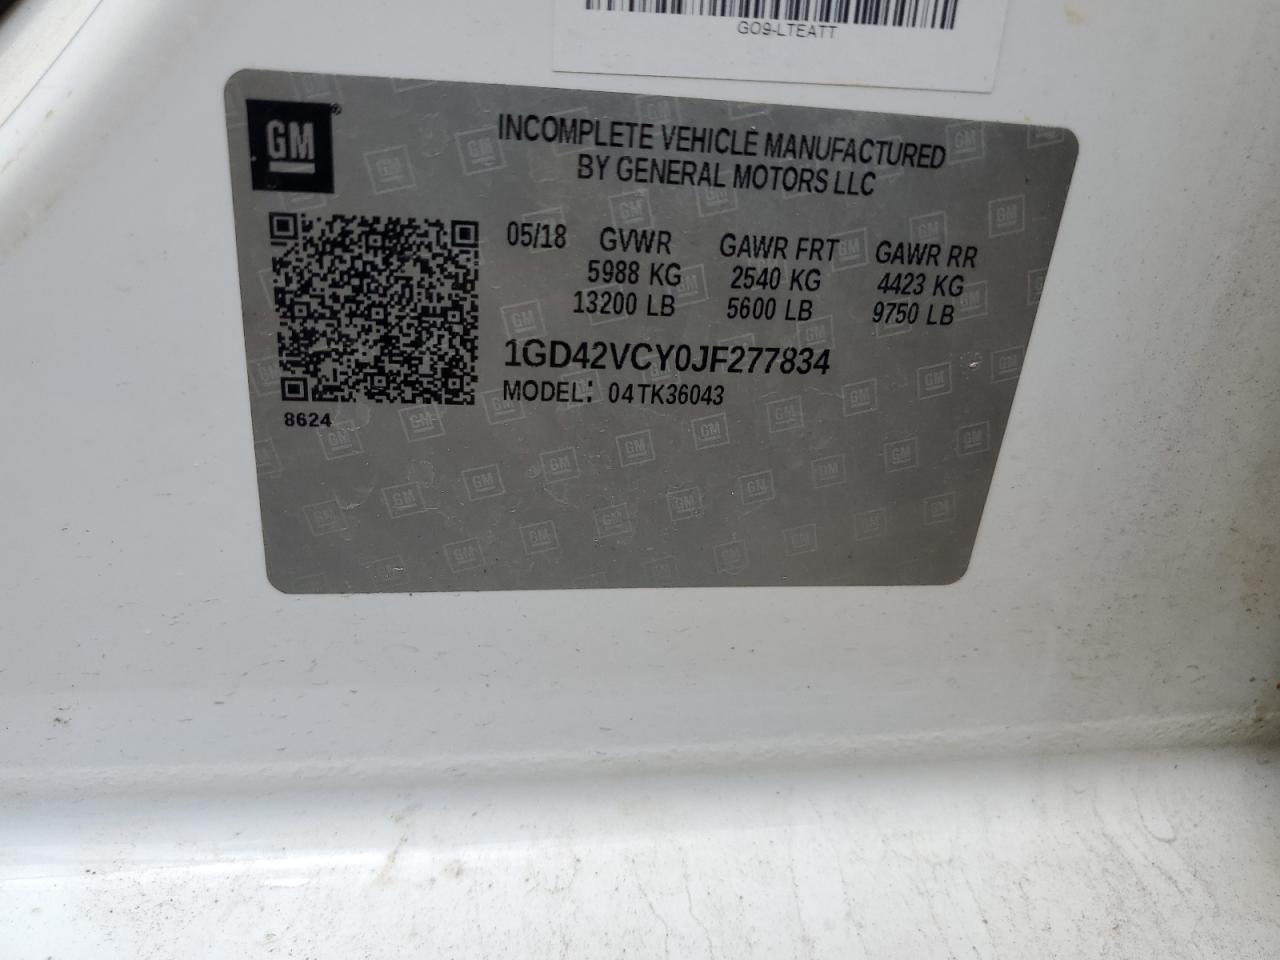 GO9-LTEATT
GM
INCOMPLETE VEHICLE MANUFACTURED
BY GENERAL MOTORS LLC
05/18 GVWR GAWR FRT GAWR RR
5988 KG 2540 KG 4423 KG
13200 LB 5600 LB 9750 LB
1GD42VCY0JF277834
MODEL: 04TK36043
8624